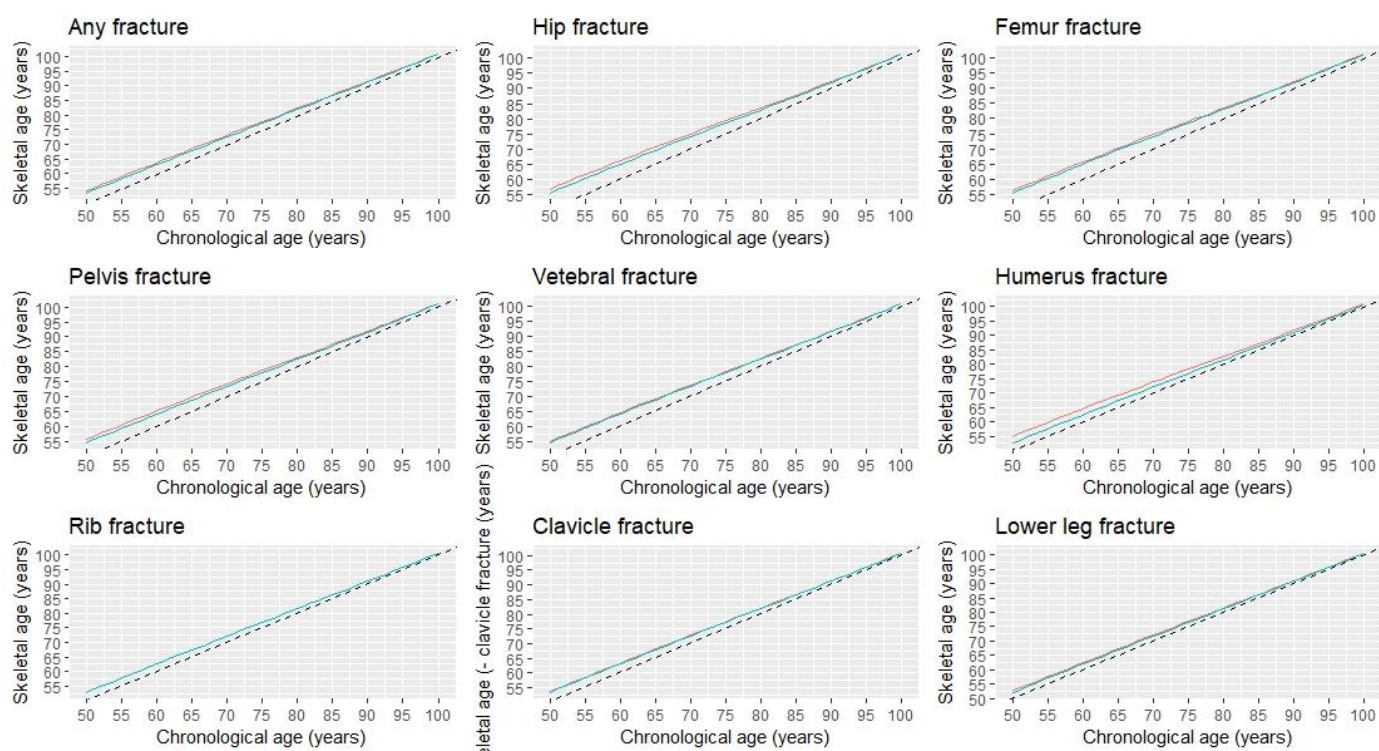 Any fracture
Skeletal age (years)
100
95
90
85
80
75
70
65
60
55
50 55 60 65 70 75 80 85 90 95 100
Chronological age (years)
Hip fracture
Skeletal age (years)
100
95
90
85
80
75
70
65
60
55
50 55 60 65 70 75 80 85 90 95 100
Chronological age (years)
Femur fracture
Skeletal age (years)
100
95
90
85
80
75
70
65
60
55
50 55 60 65 70 75 80 85 90 95 100
Chronological age (years)
Pelvis fracture
Skeletal age (years)
100
95
90
85
80
75
70
65
60
55
50 55 60 65 70 75 80 85 90 95 100
Chronological age (years)
Vetebral fracture
Skeletal age (years)
100
95
90
85
80
75
70
65
60
55
50 55 60 65 70 75 80 85 90 95 100
Chronological age (years)
Humerus fracture
Skeletal age (years)
100
95
90
85
80
75
70
65
60
55
50 55 60 65 70 75 80 85 90 95 100
Chronological age (years)
Rib fracture
Skeletal age (years)
100
95
90
85
80
75
70
65
60
55
50 55 60 65 70 75 80 85 90 95 100
Chronological age (years)
Clavicle fracture
eletal age (- clavicle fracture (years)
100
95
90
85
80
75
70
65
60
55
50 55 60 65 70 75 80 85 90 95 100
Chronological age (years)
Lower leg fracture
Skeletal age (years)
100
95
90
85
80
75
70
65
60
55
50
50 55 60 65 70 75 80 85 90 95 100
Chronological age (years)